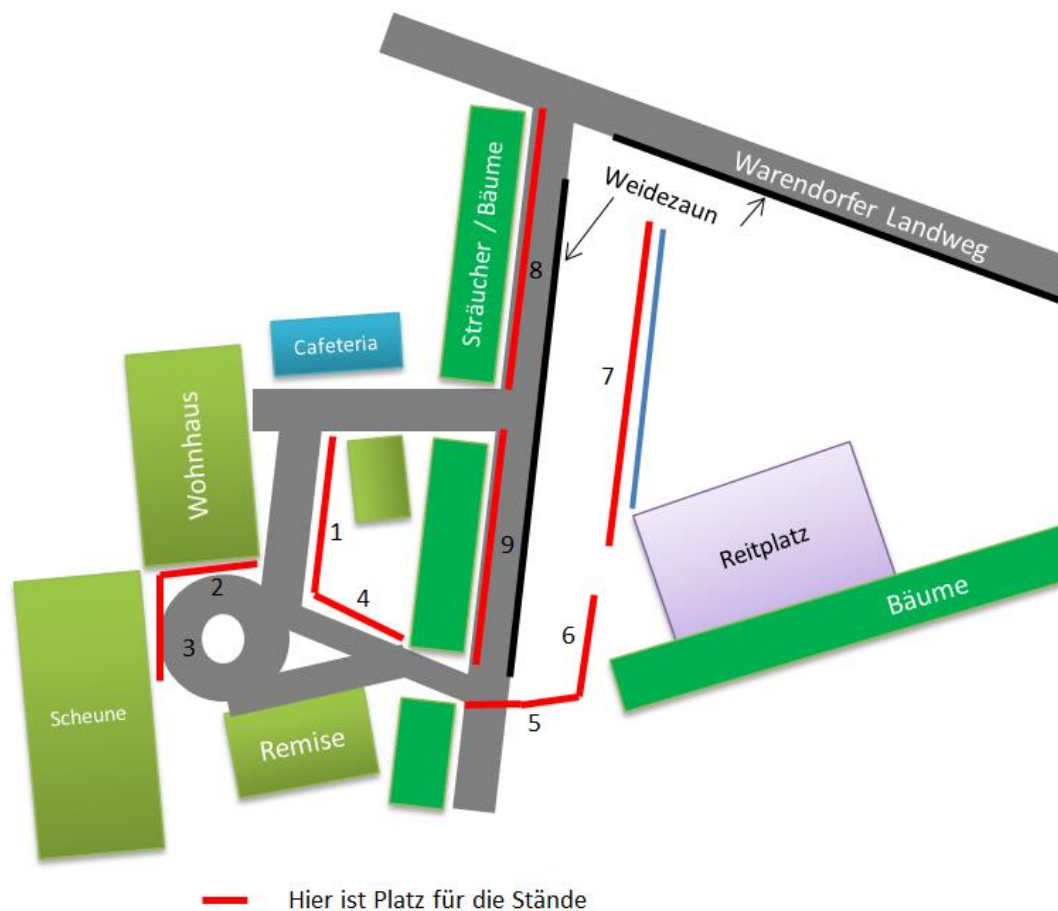 Warendorfer Landweg
Weidezaun
Sträucher / Bäume
8
Cafeteria
7
Wohnhaus
1
9
Reitplatz
2
4
Bäume
3
6
Scheune
Remise
5
Hier ist Platz für die Stände